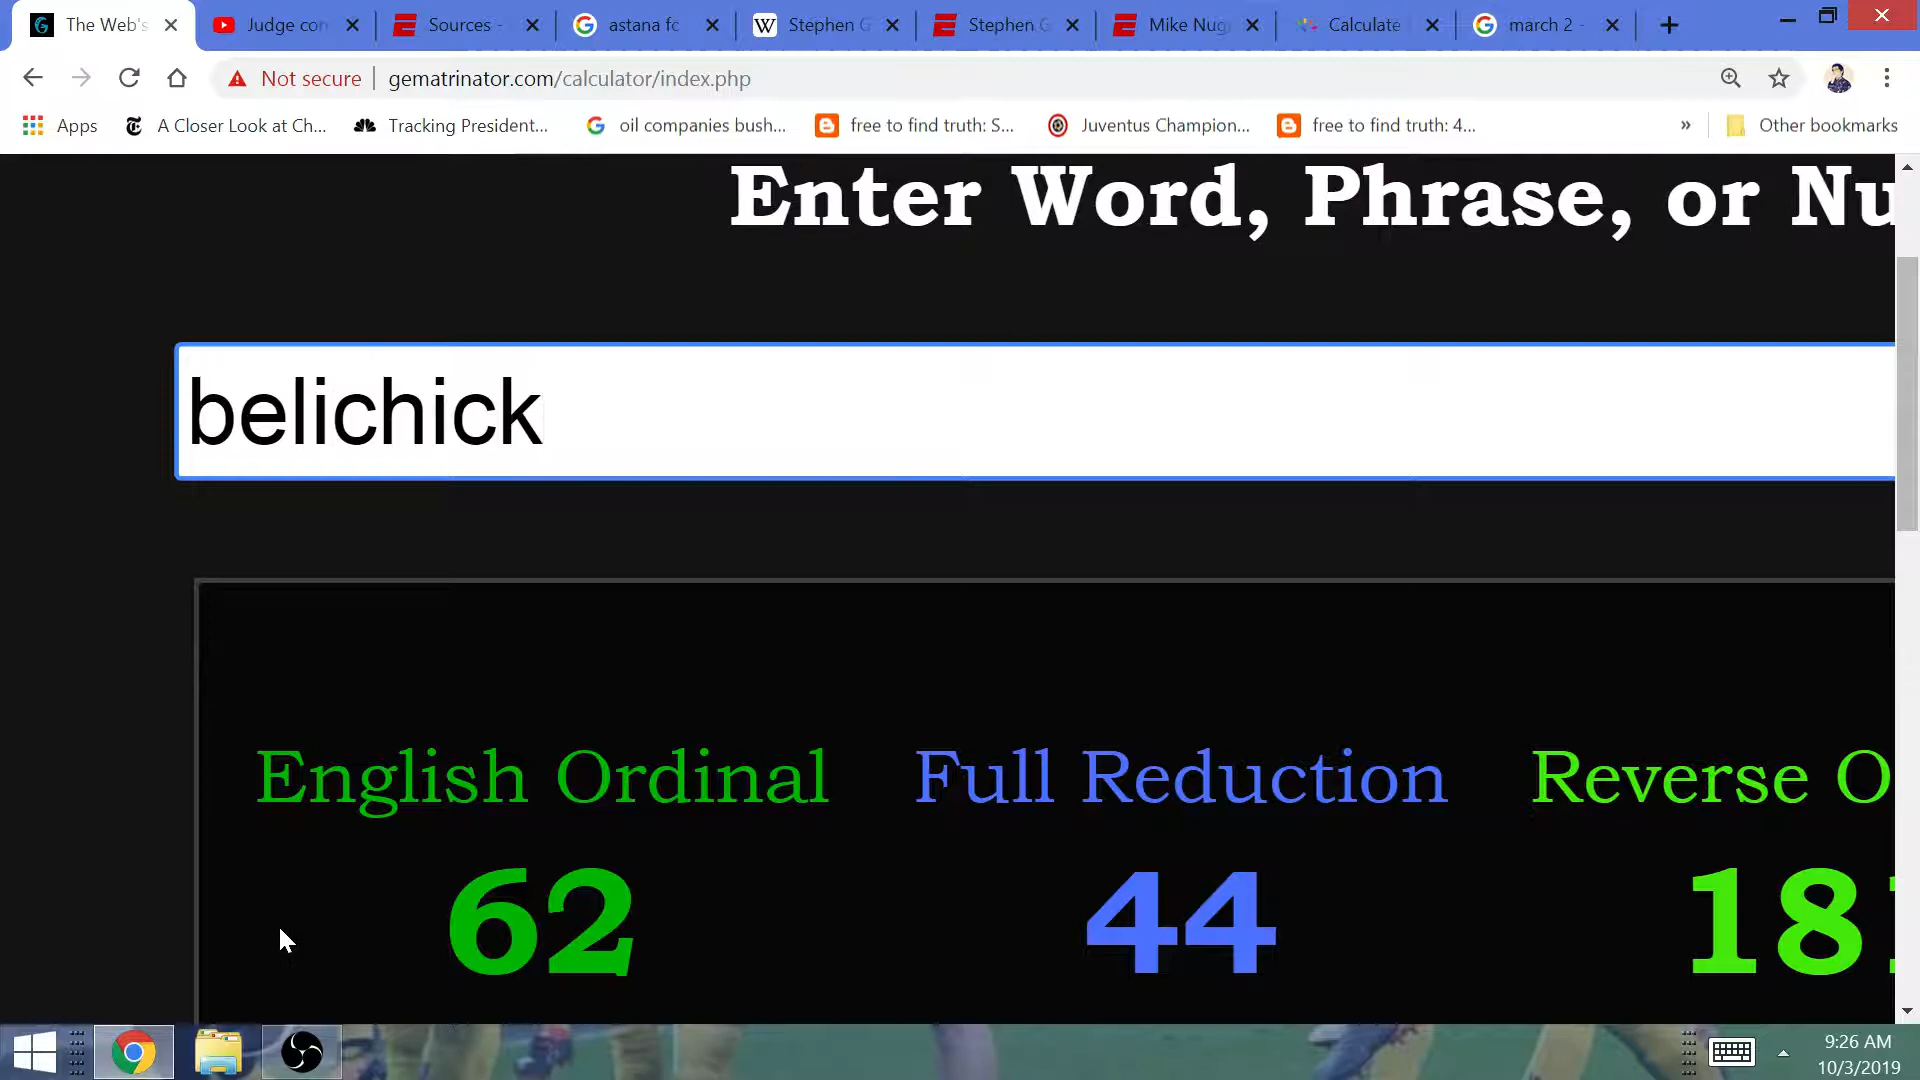 The Web's
Judge con
Sources -
astana fc
Stephen G
Stephen G
Mike Nug
Calculate
march 2 -
Not secure
gematrinator.com/calculator/index.php
Apps
A Closer Look at Ch...
Tracking President...
oil companies bush...
free to find truth: S...
Juventus Champion...
free to find truth: 4...
»
Other bookmarks
Enter Word, Phrase, or Nu
belichick
English Ordinal
Full Reduction
Reverse O
62
44
181
9:26 AM
10/3/2019